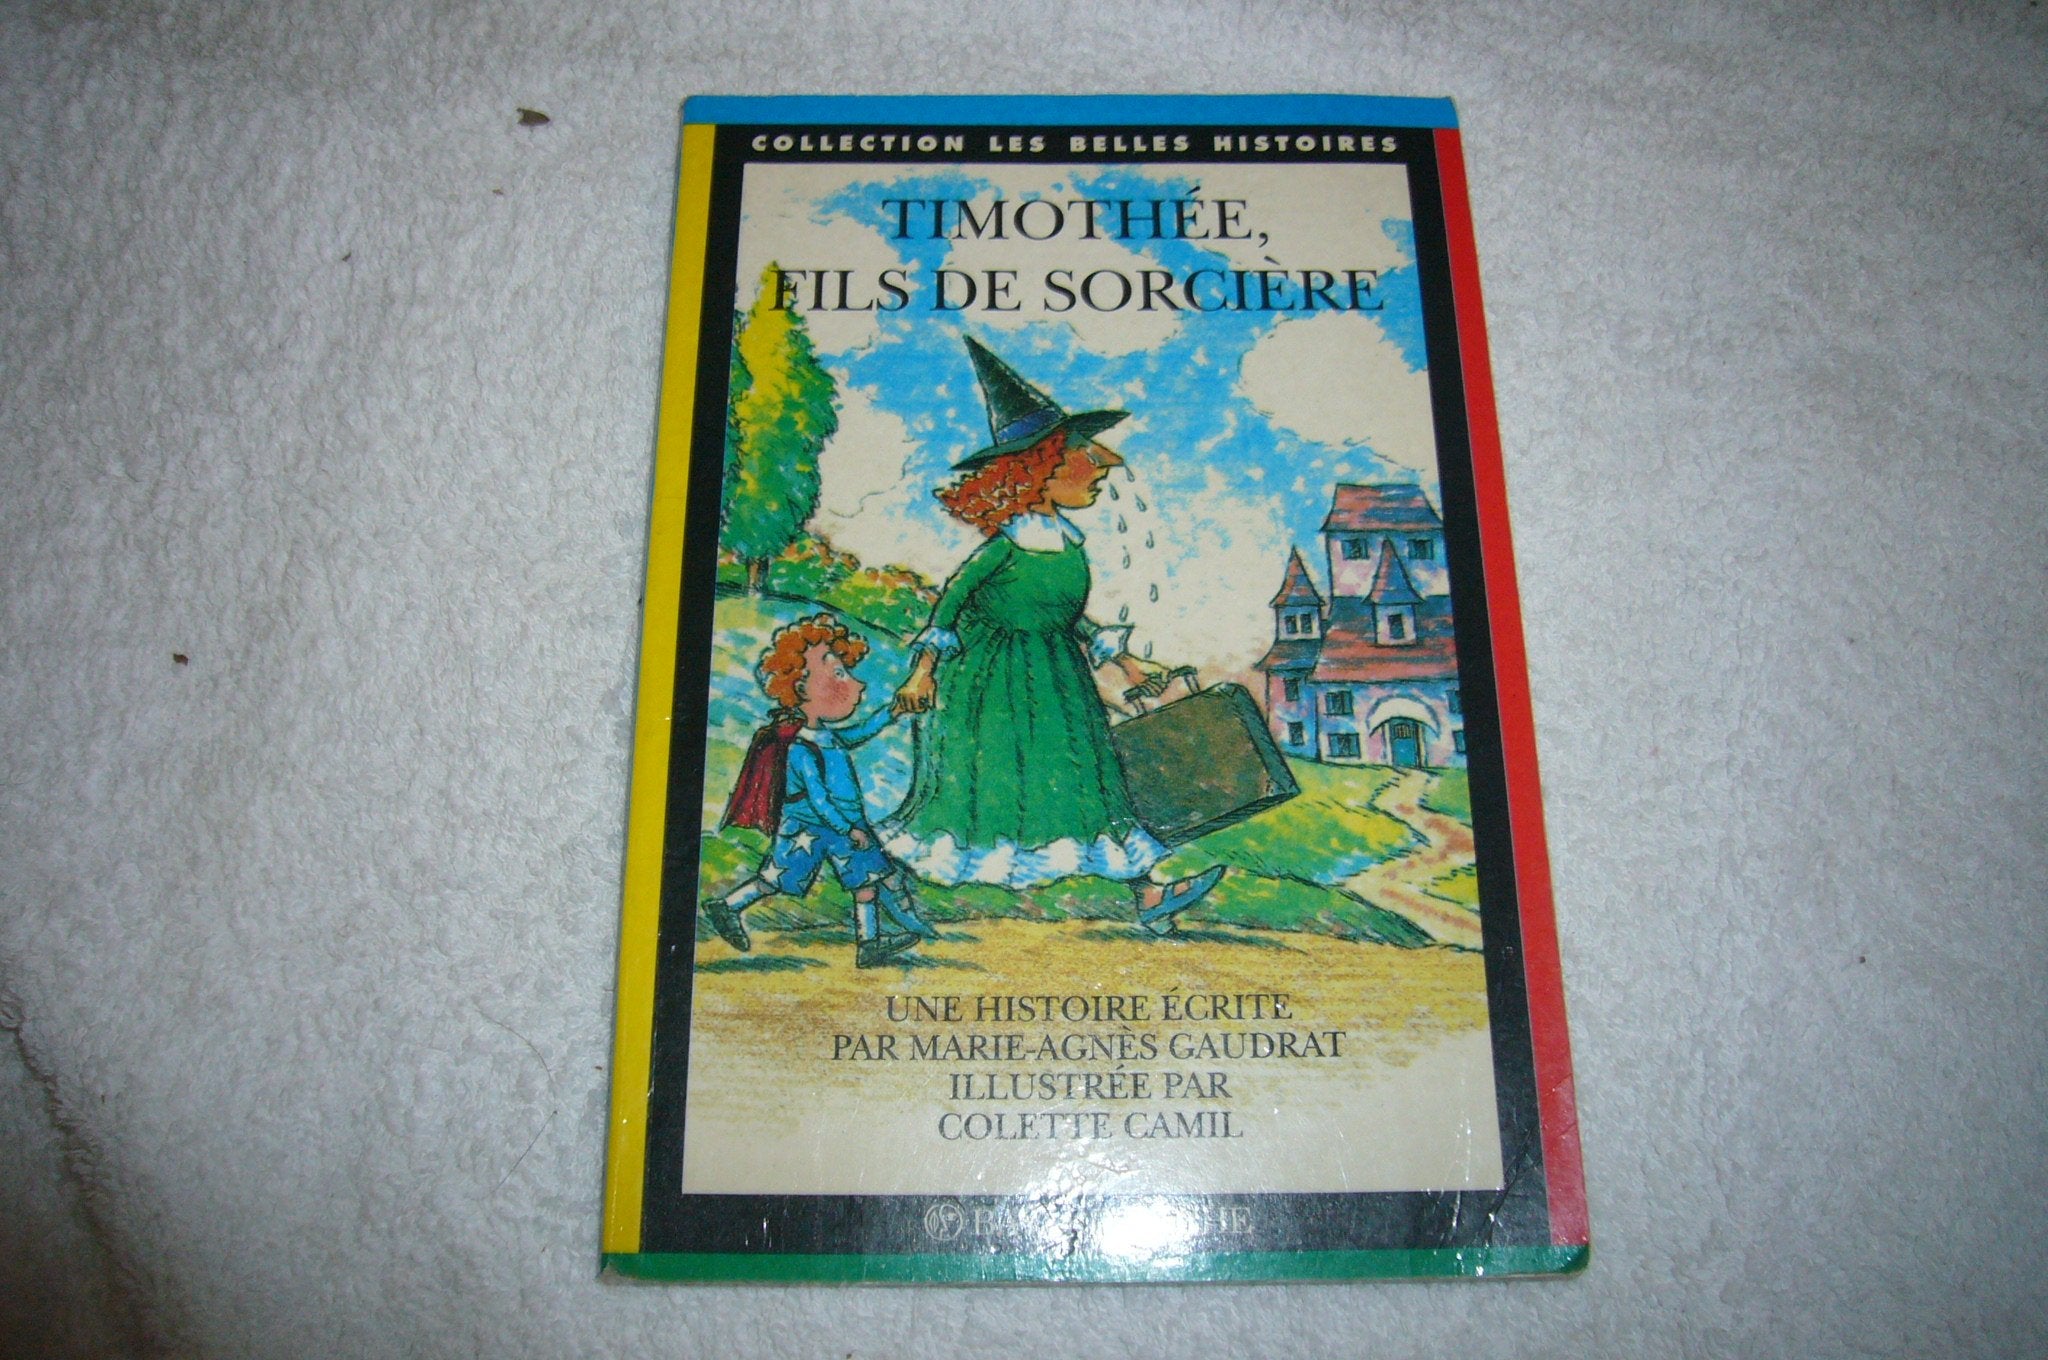 COLLECTION LES BELLES HISTOIRES
TIMOTHÉE,
FILS DE SORCIÈRE
UNE HISTOIRE ÉCRITE
PAR MARIE-AGNÈS GAUDRAT
ILLUSTRÉE PAR
COLETTE CAMIL